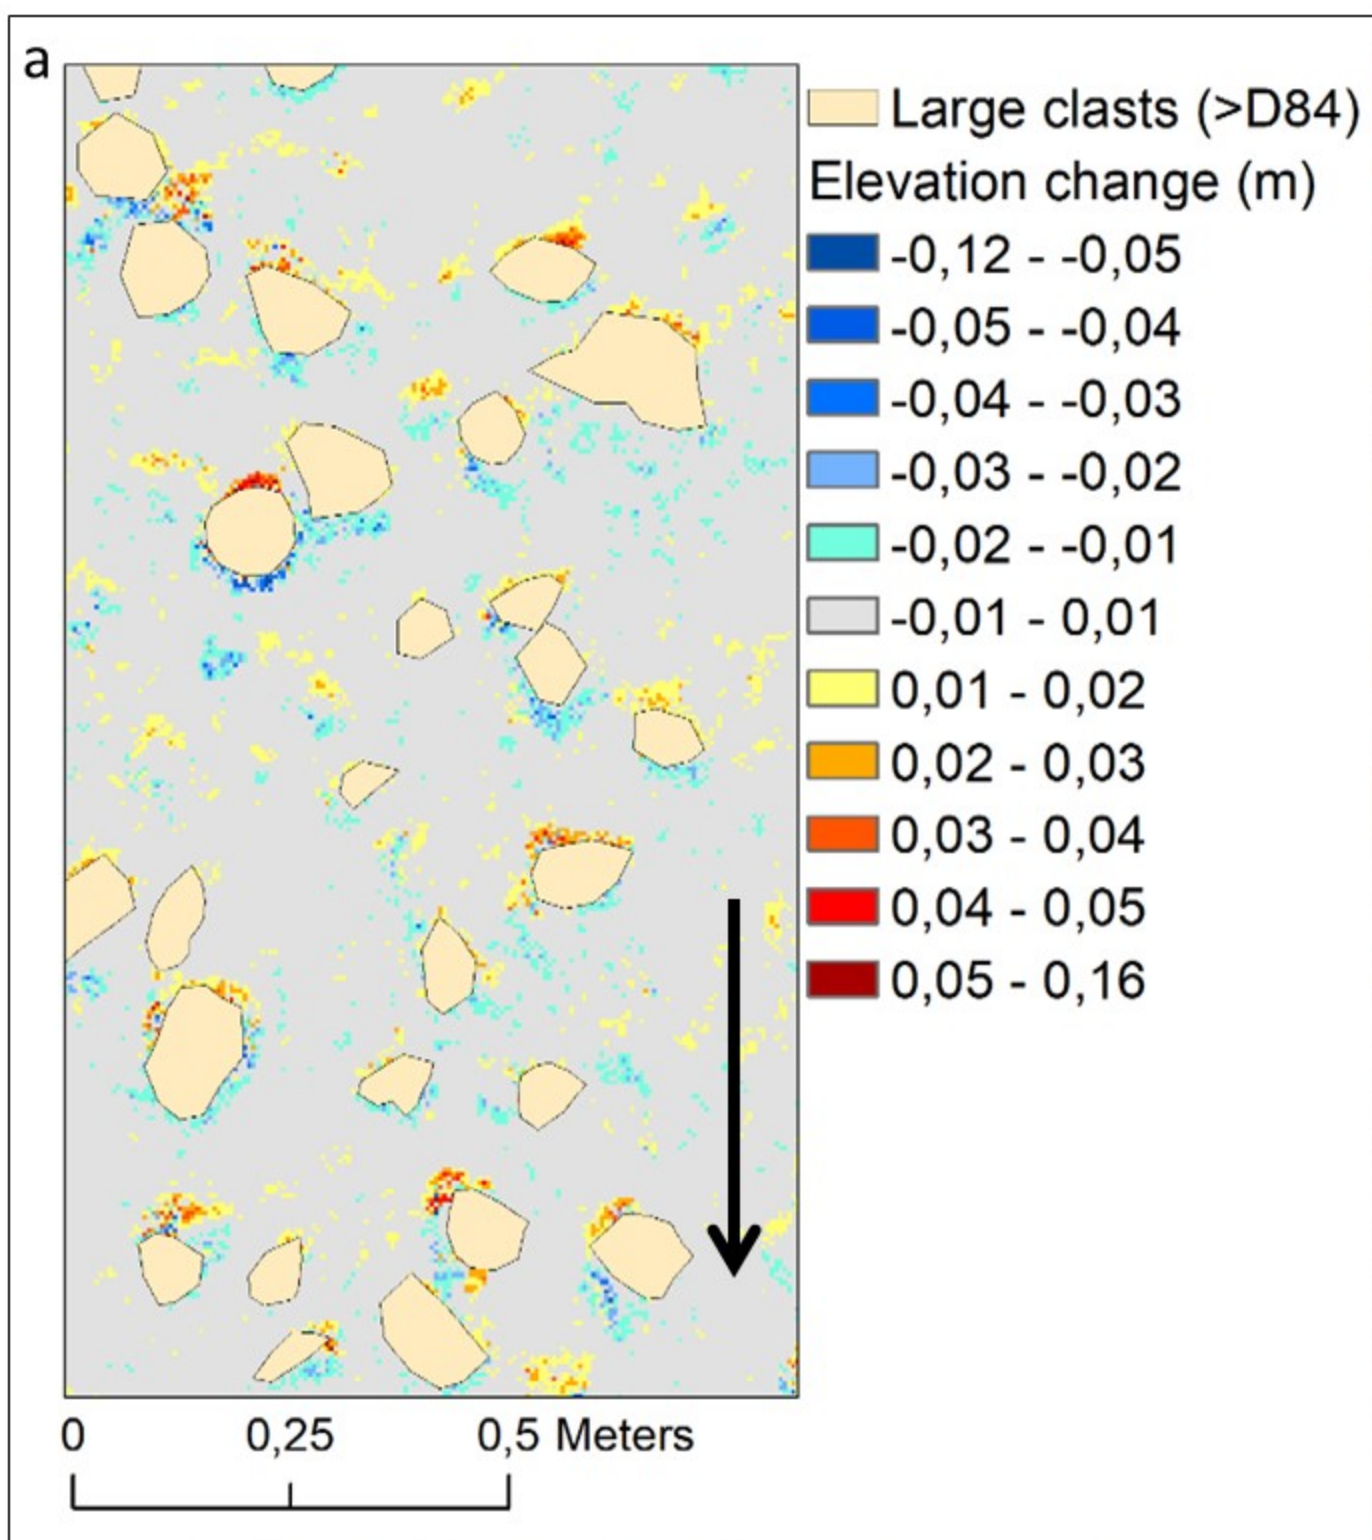 a
Large clasts (>D84)
Elevation change (m)
-0,12 - -0,05
-0,05 - -0,04
-0,04 - -0,03
-0,03 - -0,02
-0,02 - -0,01
-0,01 - 0,01
0,01 - 0,02
0,02 - 0,03
0,03 - 0,04
0,04 - 0,05
0,05 - 0,16
0 0,25 0,5 Meters